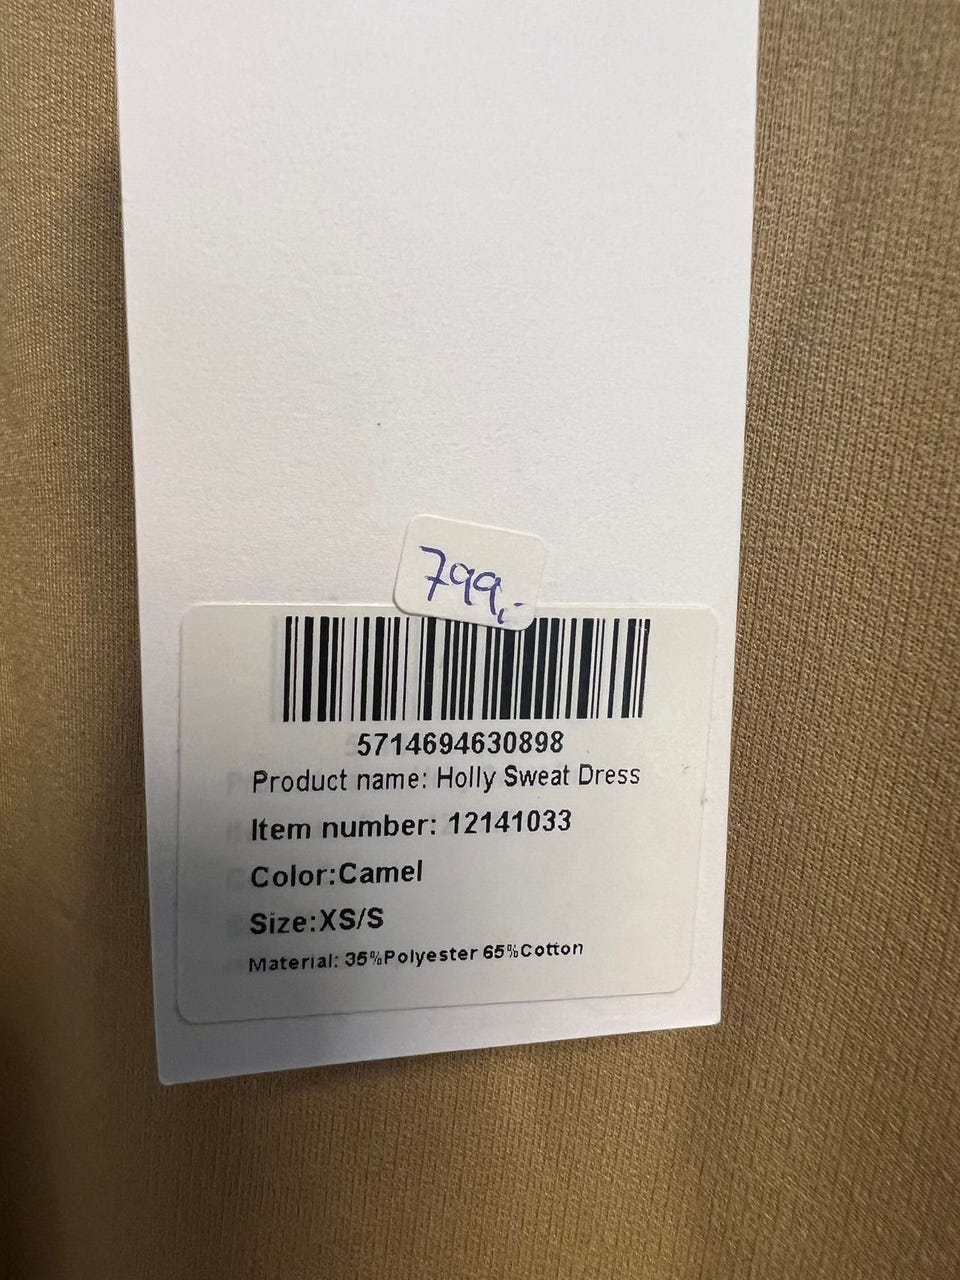 799,-
5714694630898
Product name: Holly Sweat Dress
Item number: 12141033
Color:Camel
Size:XS/S
Material: 35%Polyester 65%Cotton